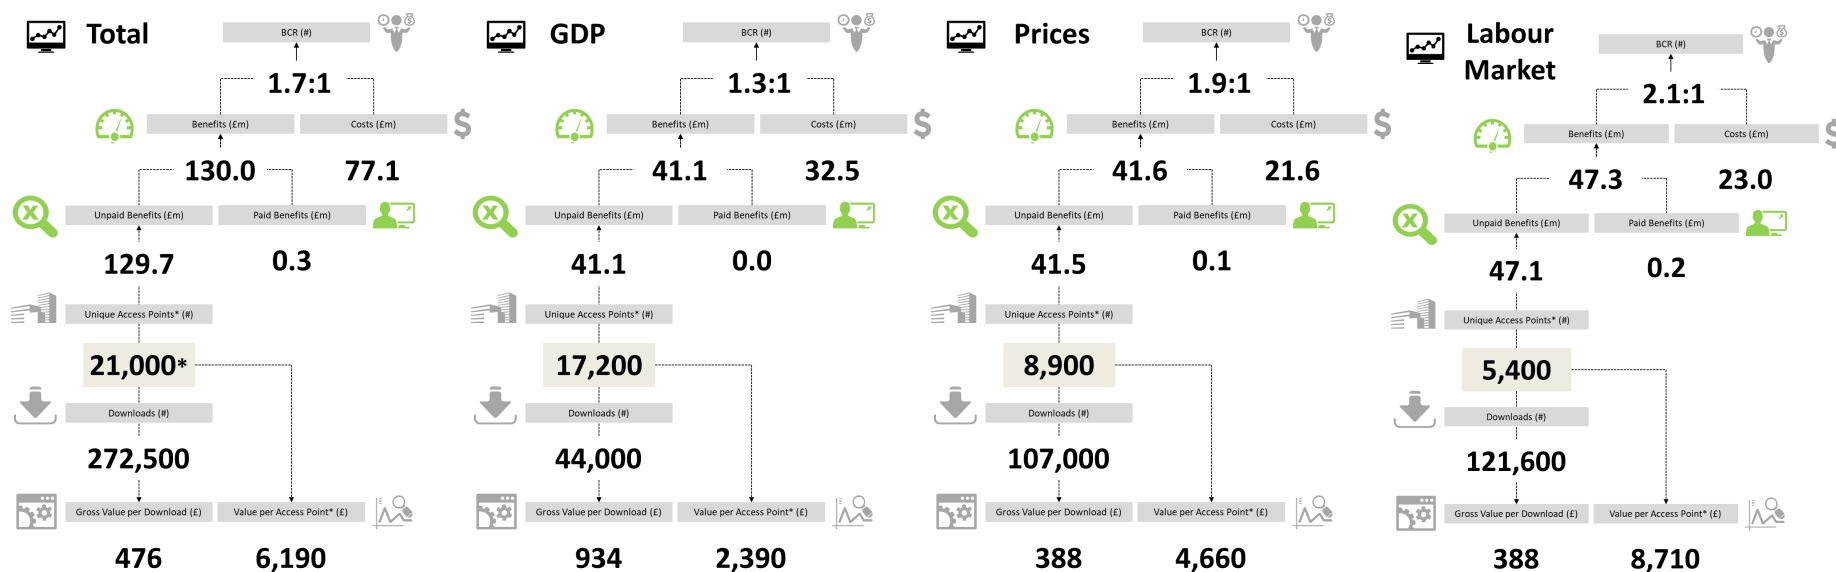 Total
BCR (#)
1.7:1
Benefits (£m)
Costs (£m)
$
130.0
77.1
X
Unpaid Benefits (£m)
Paid Benefits (£m)
129.7
0.3
Unique Access Points* (#)
21,000*
Downloads (#)
272,500
Gross Value per Download (£)
Value per Access Point* (£)
476
6,190
GDP
BCR (#)
1.3:1
Benefits (£m)
Costs (£m)
$
41.1
32.5
X
Unpaid Benefits (£m)
Paid Benefits (£m)
41.1
0.0
Unique Access Points* (#)
17,200
Downloads (#)
44,000
Gross Value per Download (£)
Value per Access Point* (£)
934
2,390
Prices
BCR (#)
1.9:1
Benefits (£m)
Costs (£m)
$
41.6
21.6
X
Unpaid Benefits (£m)
Paid Benefits (£m)
41.5
0.1
Unique Access Points* (#)
8,900
Downloads (#)
107,000
Gross Value per Download (£)
Value per Access Point* (£)
388
4,660
Labour
Market
BCR (#)
2.1:1
Benefits (£m)
Costs (£m)
$
47.3
23.0
X
Unpaid Benefits (£m)
Paid Benefits (£m)
47.1
0.2
Unique Access Points* (#)
5,400
Downloads (#)
121,600
Gross Value per Download (£)
Value per Access Point* (£)
388
8,710